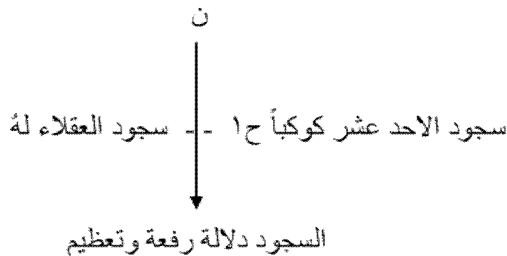 ن
سجود الاحد عشر كوكباً ح١ -- سجود العقلاء لهُ
السجود دلالة رفعة وتعظيم